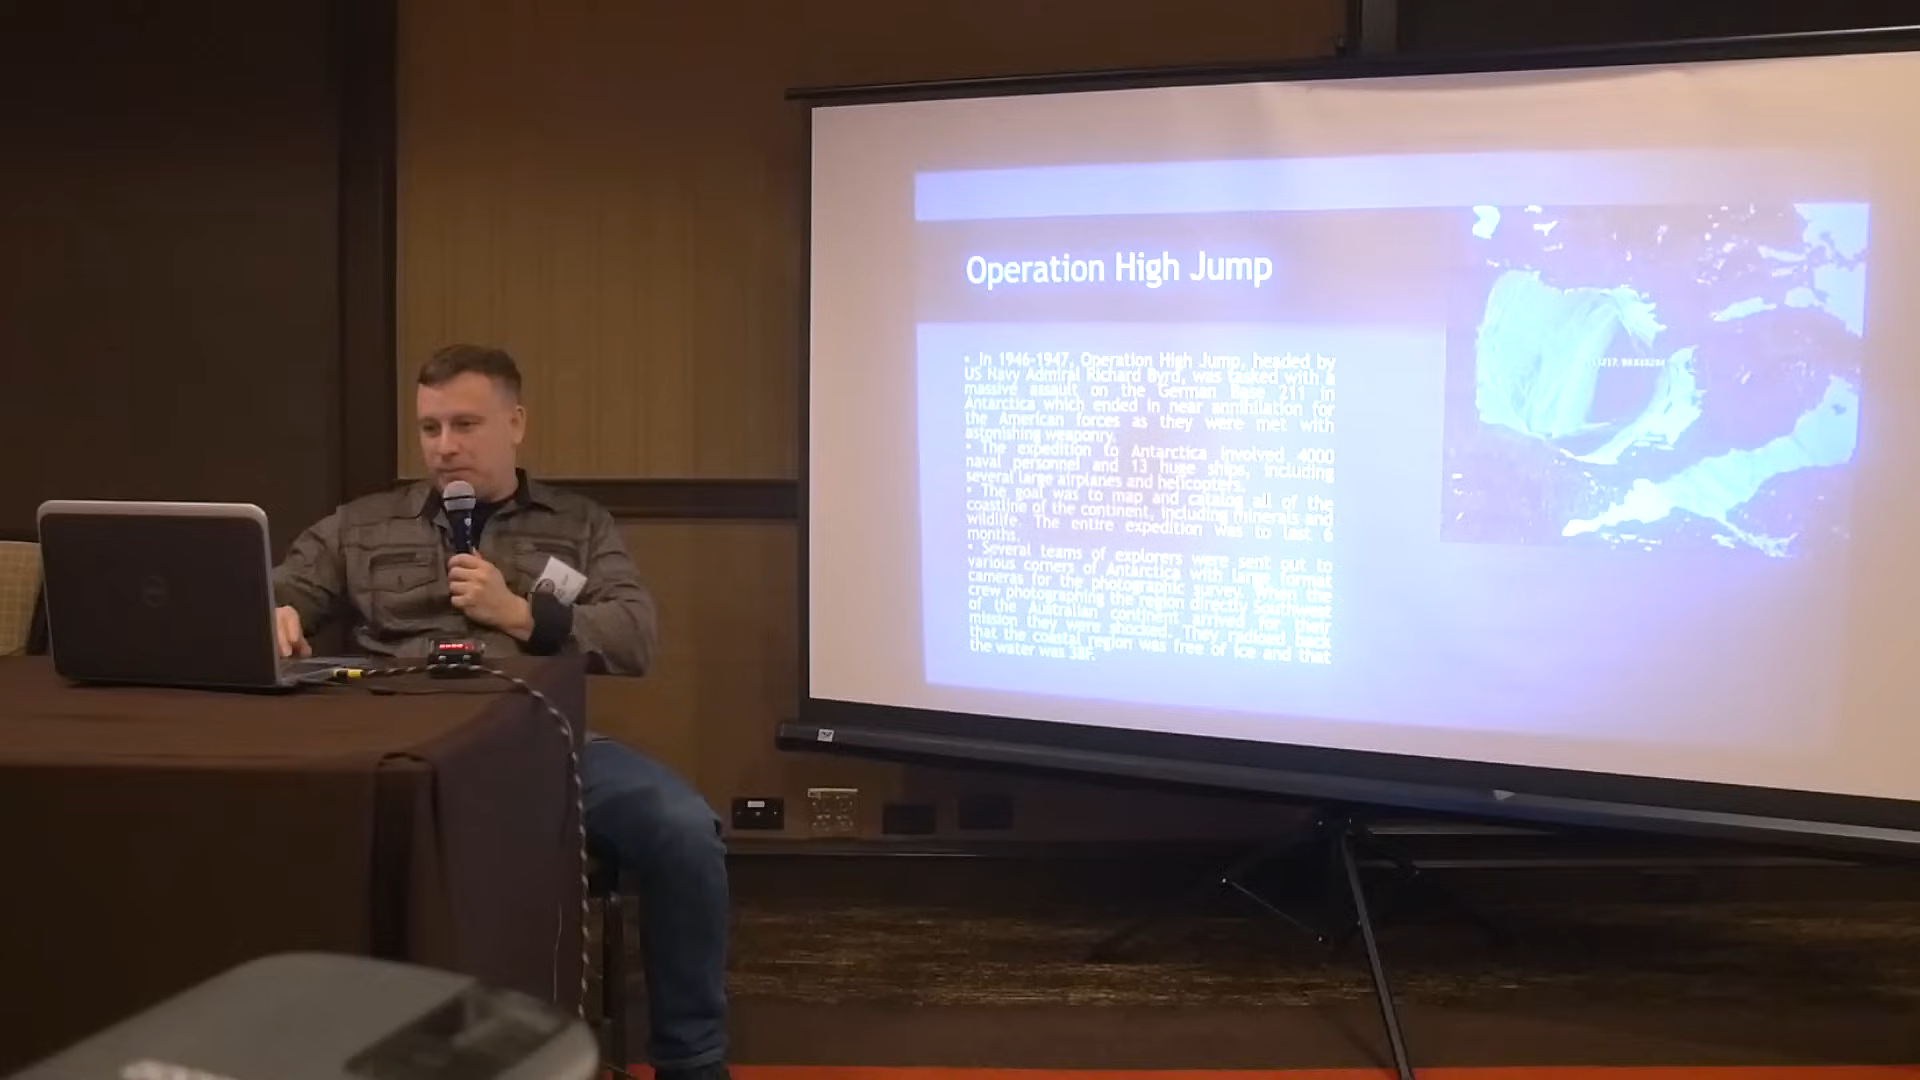 Operation High Jump
• In 1946-1947, Operation High Jump, headed by
US Navy Admiral Richard Byrd, was tasked with a
massive assault on the German Base 211 in
Antarctica which ended in near annihilation for
the American forces as they were met with
astonishing weaponry.
• The expedition to Antarctica involved 4000
naval personnel and 13 huge ships, including
several large airplanes and helicopters.
• The goal was to map and catalog all of the
coastline of the continent, including minerals and
wildlife. The entire expedition was to last 6
months.
• Several teams of explorers were sent out to
various corners of Antarctica with large format
cameras for the photographic survey. When the
crew photographing the region directly Southwest
of the Australian continent arrived for their
mission they were shocked. They radioed back
that the coastal region was free of ice and that
the water was 38F.